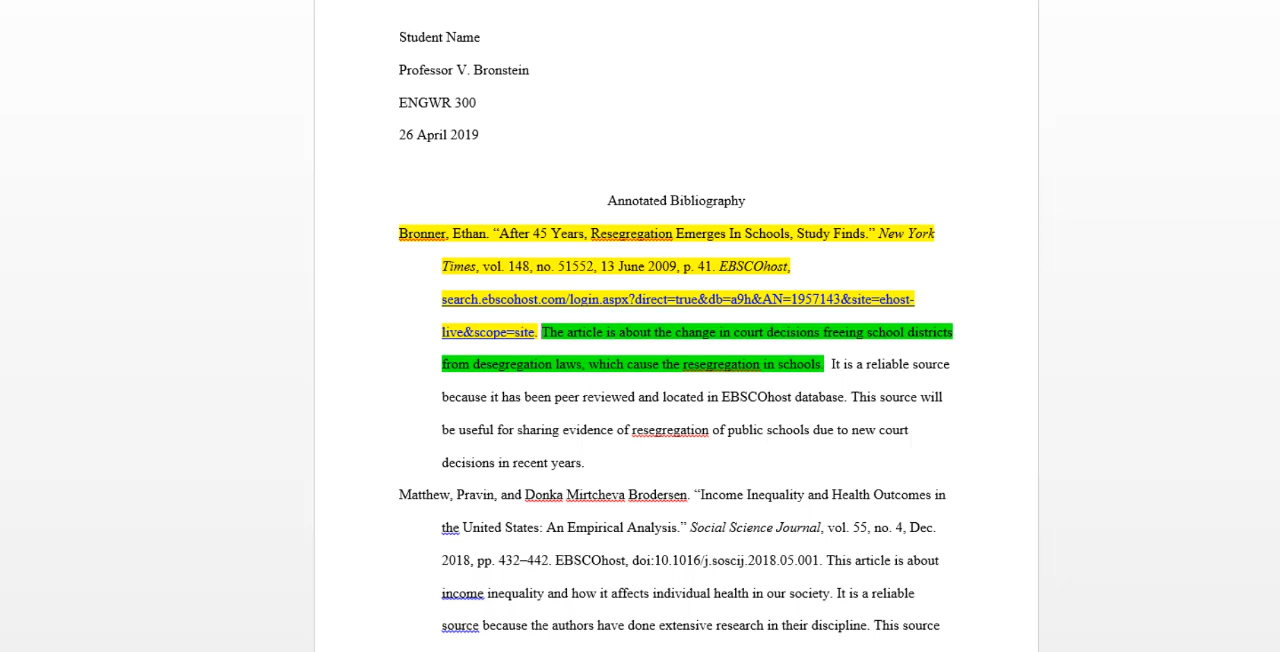 Student Name
Professor V. Bronstein
ENGWR 300
26 April 2019
Annotated Bibliography
Bronner, Ethan. “After 45 Years, Resegregation Emerges In Schools, Study Finds.” New York
Times, vol. 148, no. 51552, 13 June 2009, p. 41. EBSCOhost,
search.ebscohost.com/login.aspx?direct=true&db=a9h&AN=1957143&site=ehost-
live&scope=site. The article is about the change in court decisions freeing school districts
from desegregation laws, which cause the resegregation in schools. It is a reliable source
because it has been peer reviewed and located in EBSCOhost database. This source will
be useful for sharing evidence of resegregation of public schools due to new court
decisions in recent years.
Matthew, Pravin, and Donka Mirtcheva Brodersen. “Income Inequality and Health Outcomes in
the United States: An Empirical Analysis.” Social Science Journal, vol. 55, no. 4, Dec.
2018, pp. 432–442. EBSCOhost, doi:10.1016/j.soscij.2018.05.001. This article is about
income inequality and how it affects individual health in our society. It is a reliable
source because the authors have done extensive research in their discipline. This source